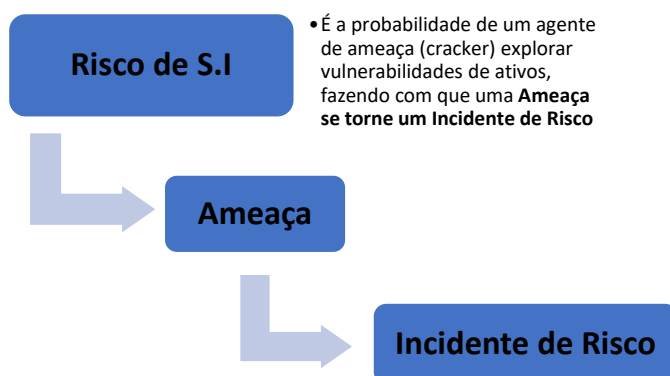 Risco de S.I
•É a probabilidade de um agente
de ameaça (cracker) explorar
vulnerabilidades de ativos,
fazendo com que uma Ameaça
se torne um Incidente de Risco
Ameaça
Incidente de Risco